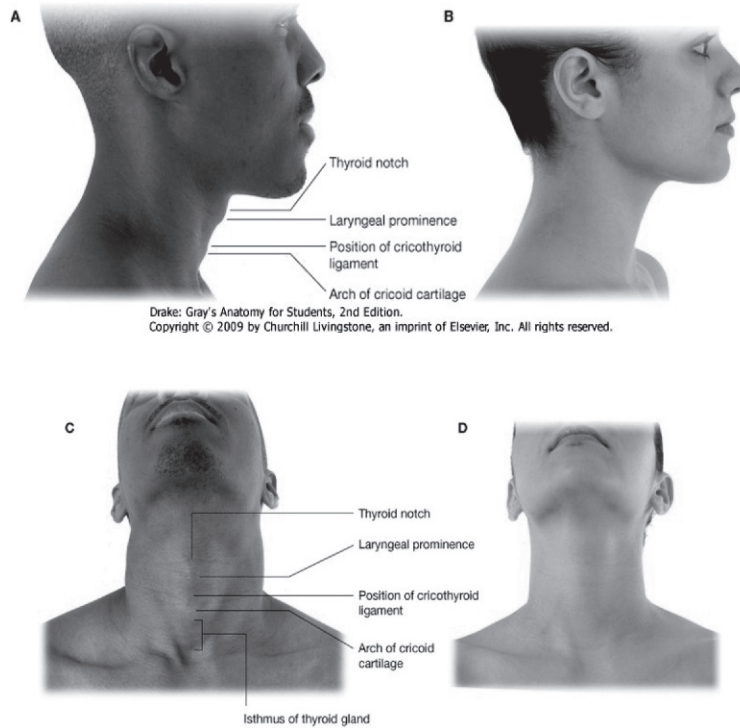 A
B
Thyroid notch
Laryngeal prominence
Position of cricothyroid
ligament
Arch of cricoid cartilage
Drake: Gray's Anatomy for Students, 2nd Edition.
Copyright © 2009 by Churchill Livingstone, an imprint of Elsevier, Inc. All rights reserved.
C
D
Thyroid notch
Laryngeal prominence
Position of cricothyroid
ligament
Arch of cricoid
cartilage
Isthmus of thyroid gland